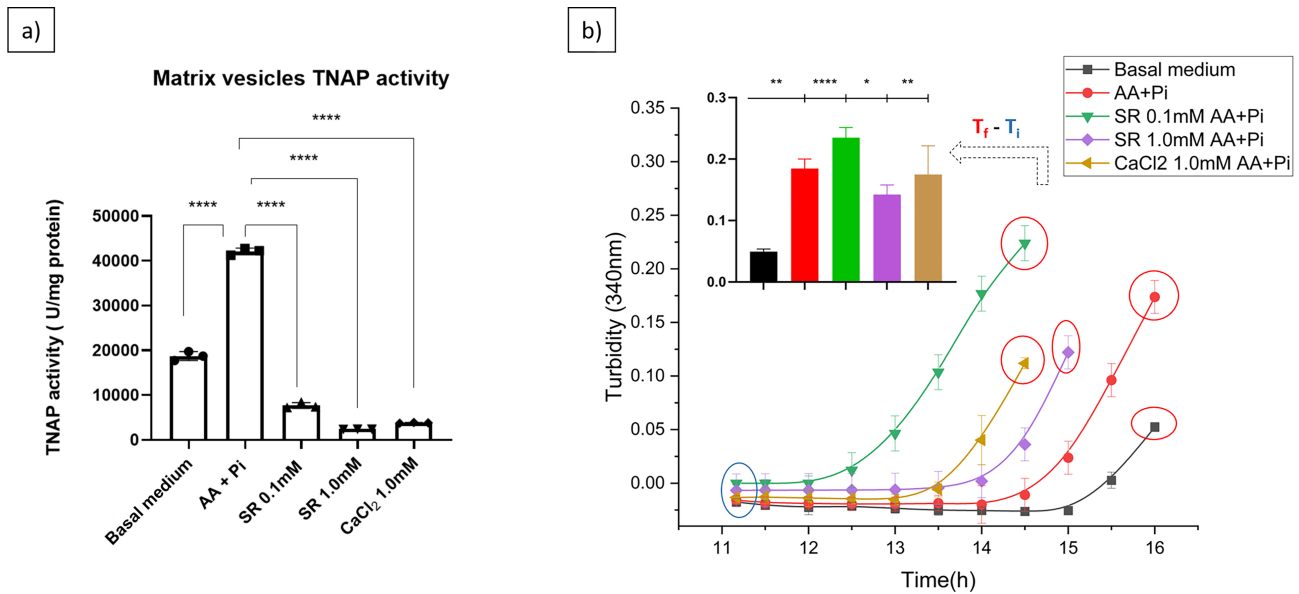 a)
Matrix vesicles TNAP activity
****
****
**** ****
TNAP activity ( U/mg protein)
50000
40000
30000
20000
10000
0
Basal medium
AA + Pi
SR 0.1mM
SR 1.0mM
CaCl2 1.0mM
b)
Basal medium
AA+Pi
SR 0.1mM AA+Pi
SR 1.0mM AA+Pi
CaCl2 1.0mM AA+Pi
** **** * **
0.3
0.2
0.1
0.0
Tf - Ti
Turbidity (340nm)
0.35
0.30
0.25
0.20
0.15
0.10
0.05
0.00
11 12 13 14 15 16
Time(h)